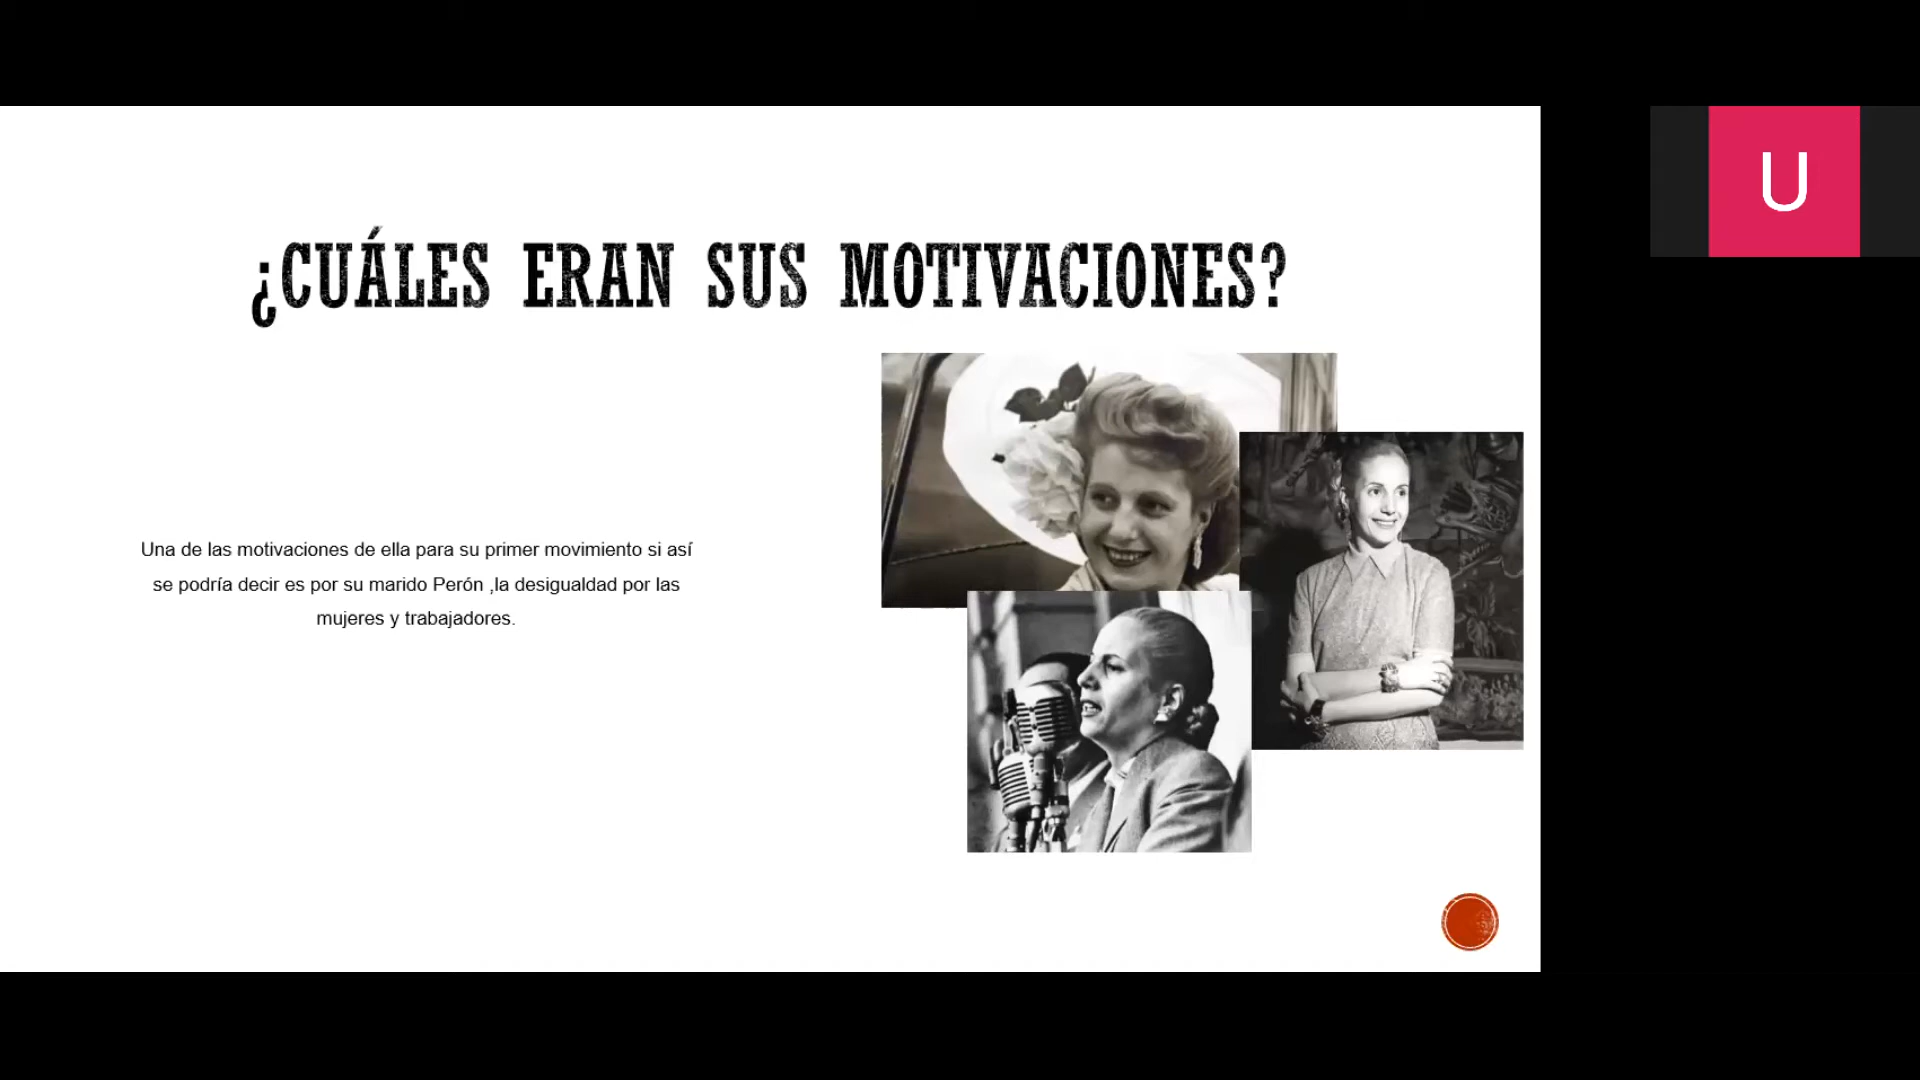 ¿CUÁLES ERAN SUS MOTIVACIONES?
Una de las motivaciones de ella para su primer movimiento si así
se podría decir es por su marido Perón ,la desigualdad por las
mujeres y trabajadores.
U